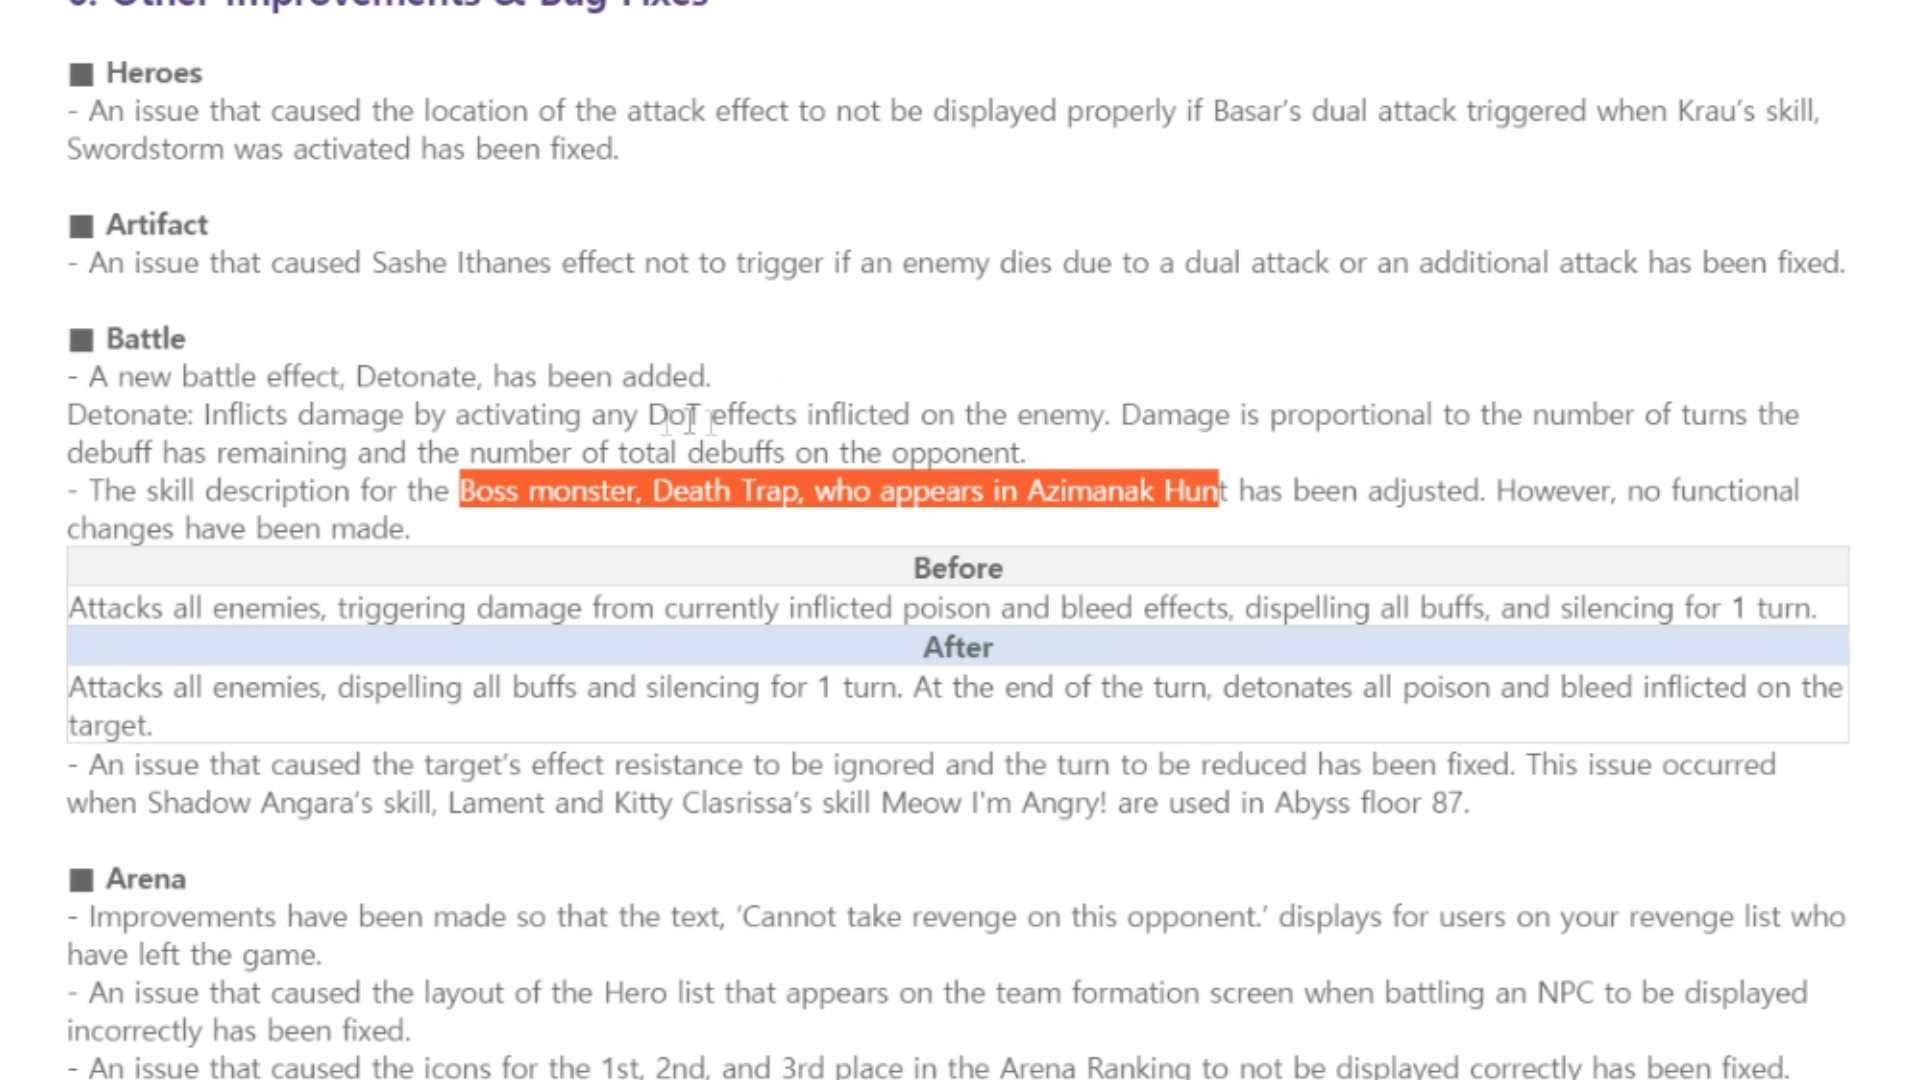 6. Other Improvements & Bug Fixes
■ Heroes
- An issue that caused the location of the attack effect to not be displayed properly if Basar's dual attack triggered when Krau's skill,
Swordstorm was activated has been fixed.
■ Artifact
- An issue that caused Sashe Ithanes effect not to trigger if an enemy dies due to a dual attack or an additional attack has been fixed.
■ Battle
- A new battle effect, Detonate, has been added.
Detonate: Inflicts damage by activating any DoT effects inflicted on the enemy. Damage is proportional to the number of turns the
debuff has remaining and the number of total debuffs on the opponent.
- The skill description for the Boss monster, Death Trap, who appears in Azimanak Hunt has been adjusted. However, no functional
changes have been made.
Before
Attacks all enemies, triggering damage from currently inflicted poison and bleed effects, dispelling all buffs, and silencing for 1 turn.
After
Attacks all enemies, dispelling all buffs and silencing for 1 turn. At the end of the turn, detonates all poison and bleed inflicted on the
target.
- An issue that caused the target's effect resistance to be ignored and the turn to be reduced has been fixed. This issue occurred
when Shadow Angara's skill, Lament and Kitty Clasrissa's skill Meow I'm Angry! are used in Abyss floor 87.
■ Arena
- Improvements have been made so that the text, 'Cannot take revenge on this opponent.' displays for users on your revenge list who
have left the game.
- An issue that caused the layout of the Hero list that appears on the team formation screen when battling an NPC to be displayed
incorrectly has been fixed.
- An issue that caused the icons for the 1st, 2nd, and 3rd place in the Arena Ranking to not be displayed correctly has been fixed.